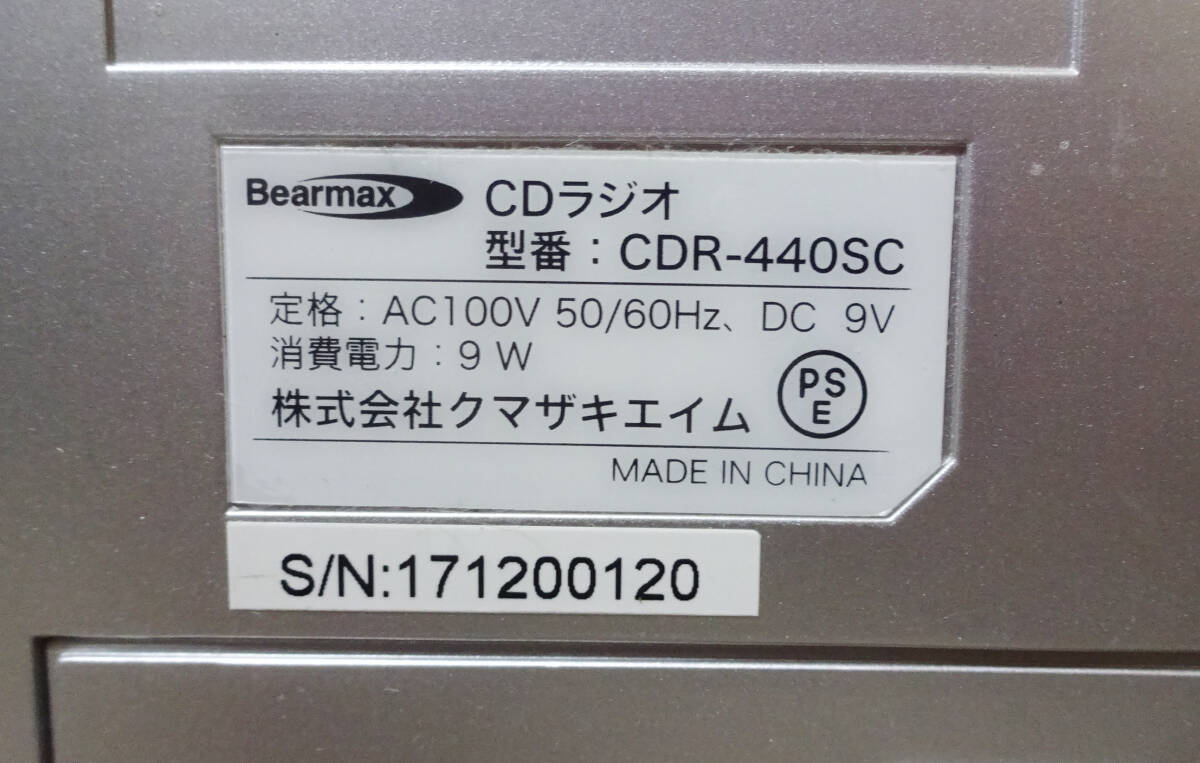 Bearmax CDラジオ
型番：CDR-440SC
定格：AC100V 50/60Hz、DC 9V
消費電力：9 W
株式会社クマザキエイム
PS
E
MADE IN CHINA
S/N:171200120